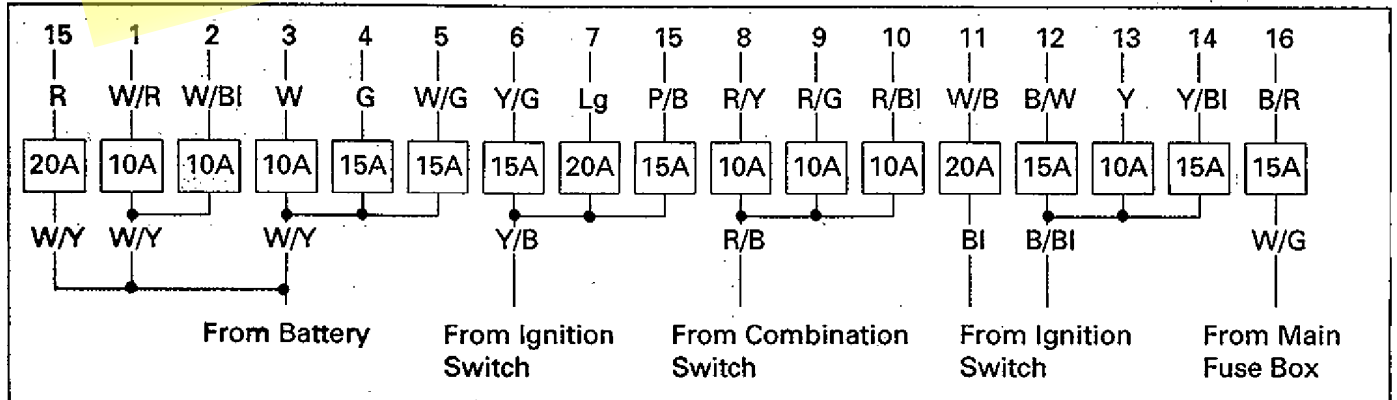 15 1 2 3 4 5 6 7 15 8 9 10 11 12 13 14 16
R W/R W/Bl W G W/G Y/G Lg P/B R/Y R/G R/Bl W/B B/W Y Y/Bl B/R
20A 10A 10A 10A 15A 15A 15A 20A 15A 10A 10A 10A 20A 15A 10A 15A 15A
W/Y W/Y W/Y Y/B R/B Bl B/Bl W/G
From Battery From Ignition From Combination From Ignition From Main
Switch Switch Switch Fuse Box